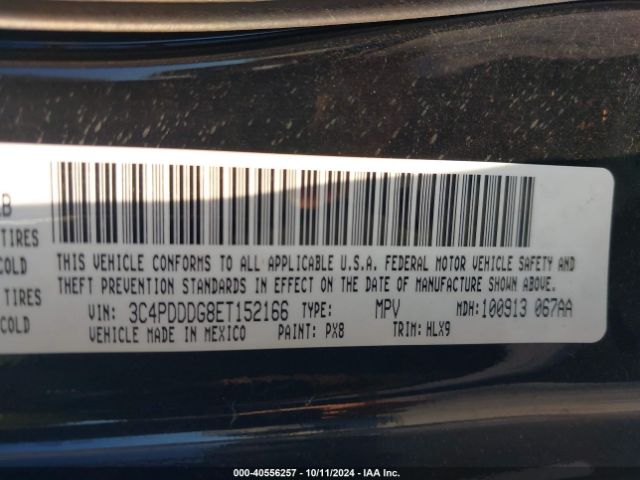 LB
TIRES
COLD
TIRES
COLD
THIS VEHICLE CONFORMS TO ALL APPLICABLE U.S.A. FEDERAL MOTOR VEHICLE SAFETY AND
THEFT PREVENTION STANDARDS IN EFFECT ON THE DATE OF MANUFACTURE SHOWN ABOVE.
VIN: 3C4PDDDG8ET152166 TYPE: MPV MDH:100913 067AA
VEHICLE MADE IN MEXICO PAINT: PX8 TRIM: HLX9
000-40556257 - 10/11/2024 - IAA Inc.